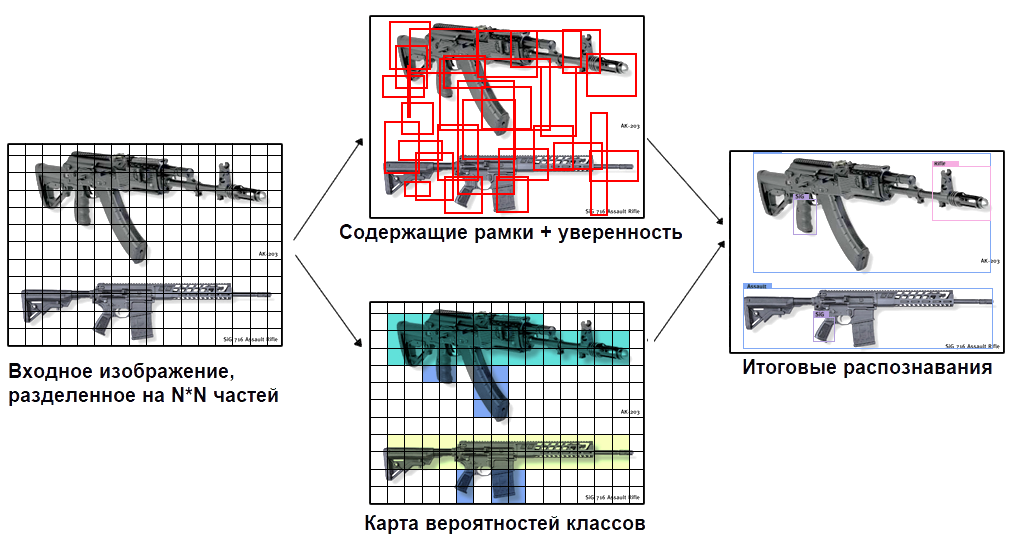 AK-203
SiG 716 Assault Rifle
Содержащие рамки + уверенность
AK-203
SiG 716 Assault Rifle
Входное изображение,
разделенное на N*N частей
Rifle
SiG
AK-203
Assault
SiG
SiG 716 Assault Rifle
Итоговые распознавания
AK-203
SiG 716 Assault Rifle
Карта вероятностей классов